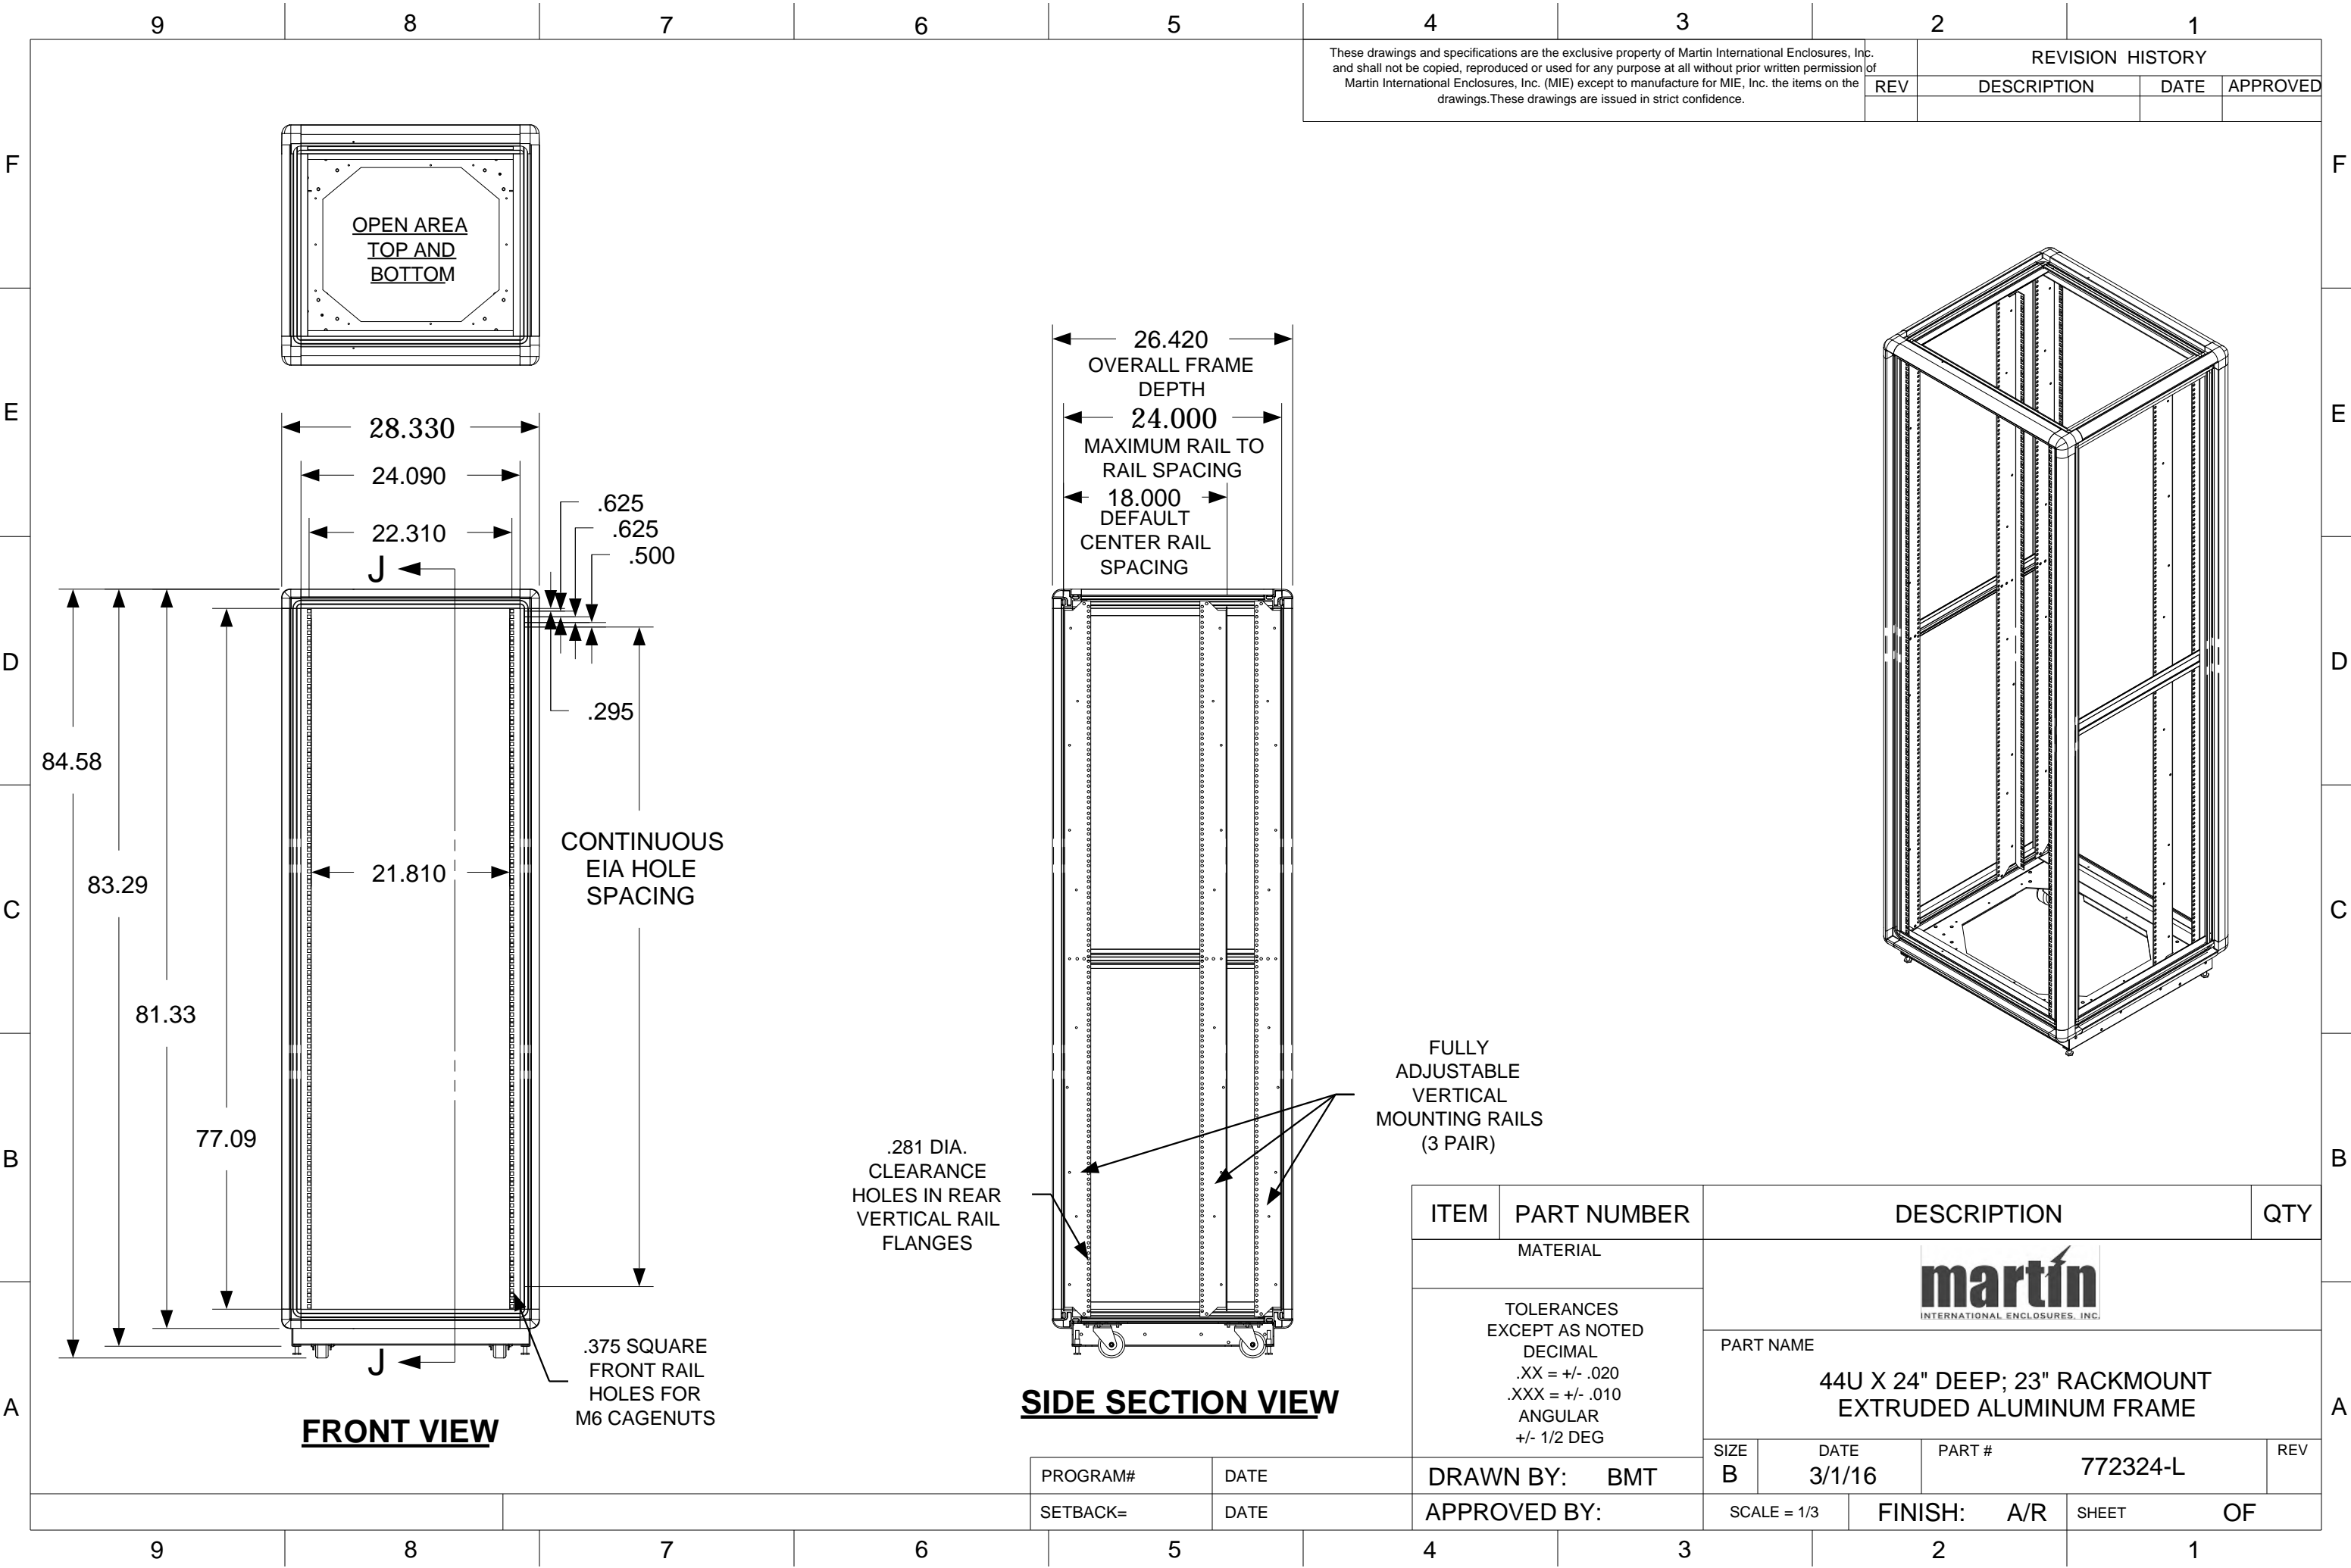 9 8 7 6 5 4 3 2 1
These drawings and specifications are the exclusive property of Martin International Enclosures, Inc.
and shall not be copied, reproduced or used for any purpose at all without prior written permission of
Martin International Enclosures, Inc. (MIE) except to manufacture for MIE, Inc. the items on the
drawings.These drawings are issued in strict confidence.
REVISION HISTORY
REV DESCRIPTION DATE APPROVED
F F
OPEN AREA
TOP AND
BOTTOM
E E
28.330
24.090
22.310
.625
.625
.500
.295
J
26.420
OVERALL FRAME
DEPTH
24.000
MAXIMUM RAIL TO
RAIL SPACING
18.000
DEFAULT
CENTER RAIL
SPACING
D D
84.58
83.29
81.33
77.09
21.810
CONTINUOUS
EIA HOLE
SPACING
C C
B B
.281 DIA.
CLEARANCE
HOLES IN REAR
VERTICAL RAIL
FLANGES
FULLY
ADJUSTABLE
VERTICAL
MOUNTING RAILS
(3 PAIR)
J
.375 SQUARE
FRONT RAIL
HOLES FOR
M6 CAGENUTS
A A
FRONT VIEW
SIDE SECTION VIEW
ITEM PART NUMBER DESCRIPTION QTY
MATERIAL
martin
INTERNATIONAL ENCLOSURES, INC.
TOLERANCES
EXCEPT AS NOTED
DECIMAL
.XX = +/- .020
.XXX = +/- .010
ANGULAR
+/- 1/2 DEG
PART NAME
44U X 24" DEEP; 23" RACKMOUNT
EXTRUDED ALUMINUM FRAME
SIZE
B
DATE
3/1/16
PART #
772324-L
REV
PROGRAM# DATE
DRAWN BY: BMT
SETBACK= DATE
APPROVED BY:
SCALE = 1/3
FINISH: A/R
SHEET OF
9 8 7 6 5 4 3 2 1